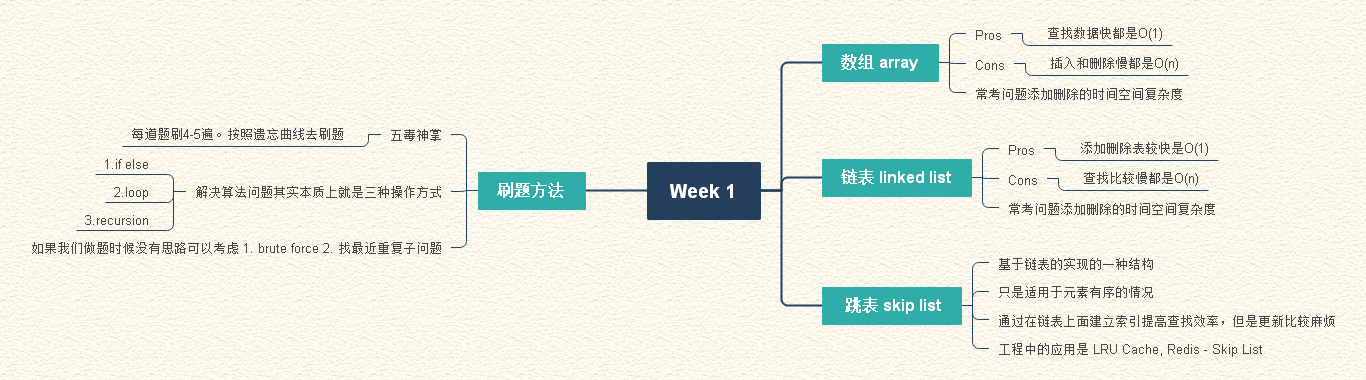 Week 1
数组 array
Pros
查找数据快都是O(1)
Cons
插入和删除慢都是O(n)
常考问题添加删除的时间空间复杂度
链表 linked list
Pros
添加删除表较快是O(1)
Cons
查找比较慢都是O(n)
常考问题添加删除的时间空间复杂度
跳表 skip list
基于链表的实现的一种结构
只是适用于元素有序的情况
通过在链表上面建立索引提高查找效率，但是更新比较麻烦
工程中的应用是 LRU Cache, Redis - Skip List
刷题方法
五毒神掌
每道题刷4-5遍。按照遗忘曲线去刷题
解决算法问题其实本质上就是三种操作方式
1.if else
2.loop
3.recursion
如果我们做题时候没有思路可以考虑 1. brute force 2. 找最近重复子问题